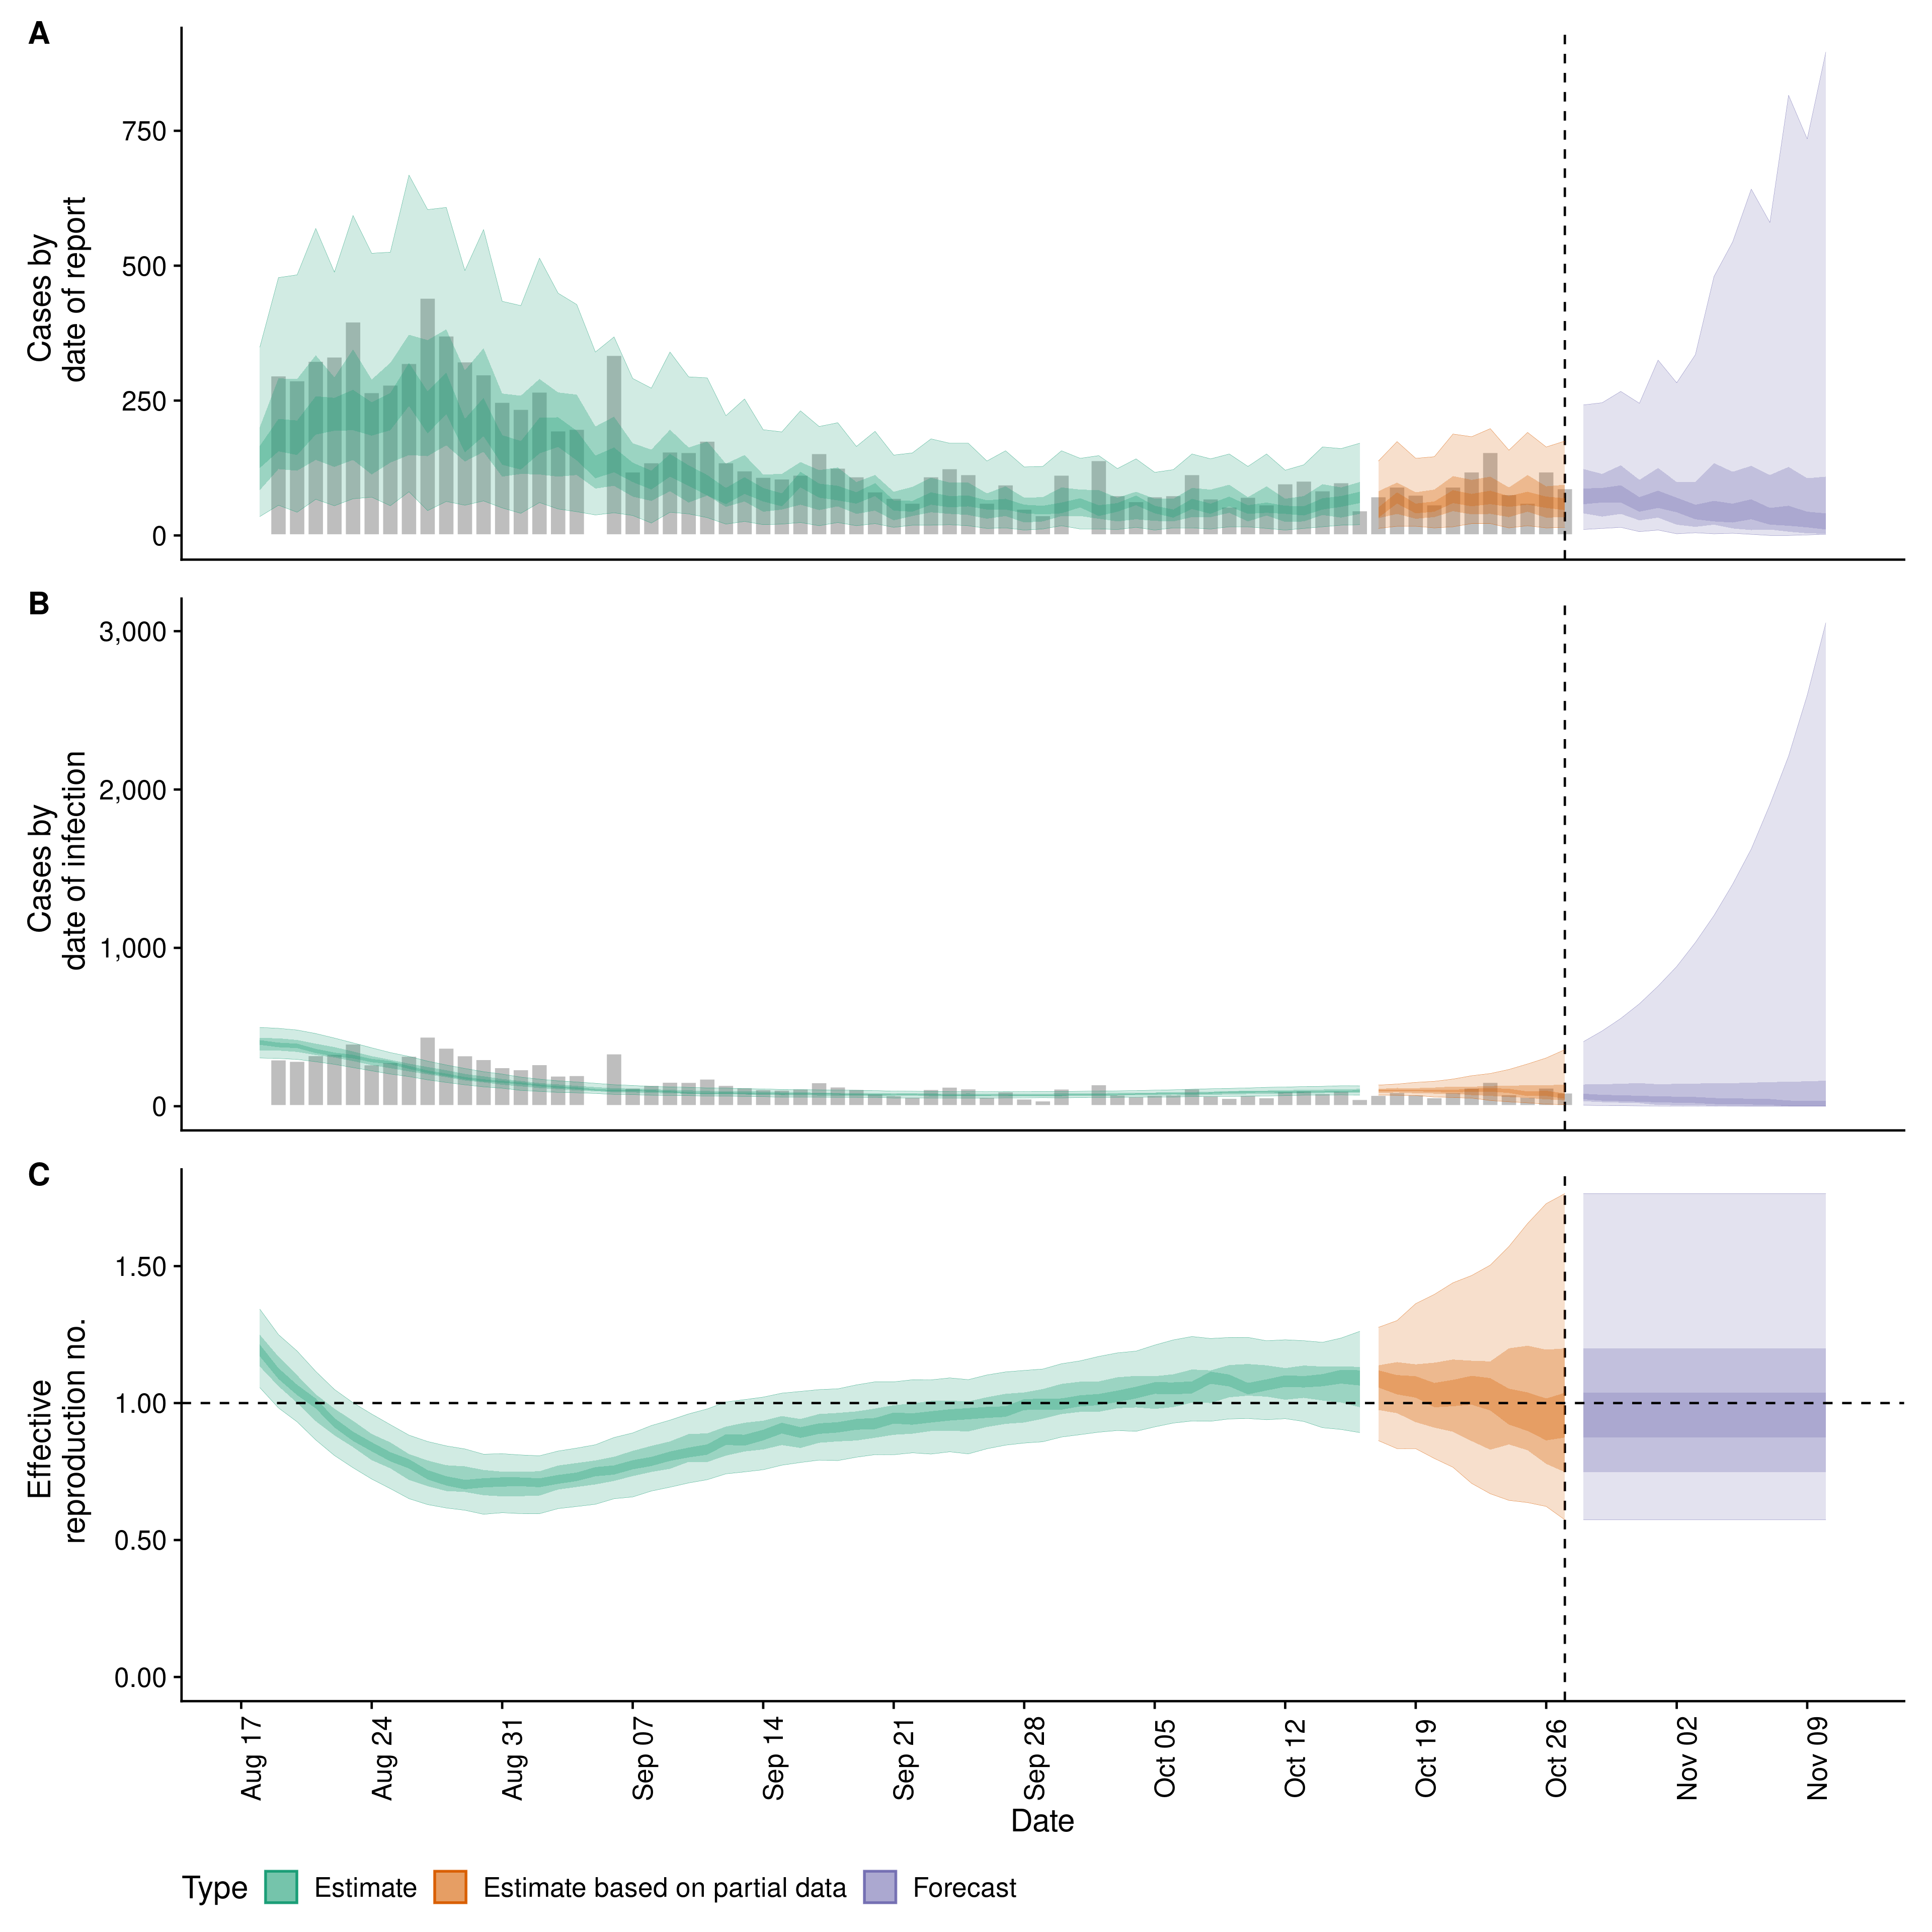 A
Cases by
date of report
750
500
250
0
B
Cases by
date of infection
3,000
2,000
1,000
0
C
Effective
reproduction no.
1.50
1.00
0.50
0.00
Aug 17
Aug 24
Aug 31
Sep 07
Sep 14
Sep 21
Sep 28
Oct 05
Oct 12
Oct 19
Oct 26
Nov 02
Nov 09
Date
Type Estimate Estimate based on partial data Forecast